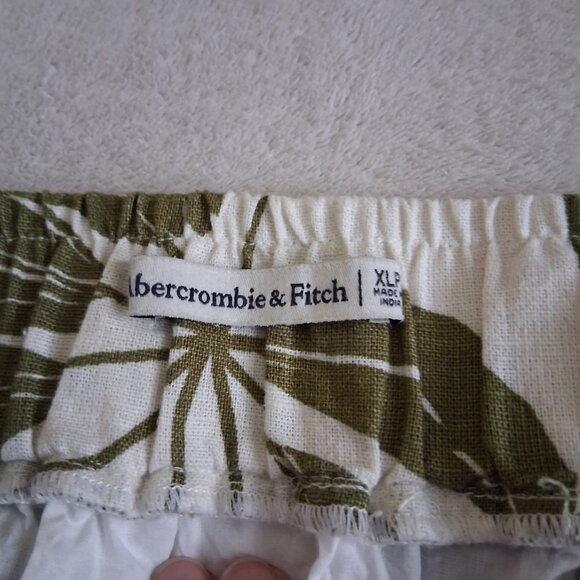 Abercrombie & Fitch
XLP
MADE IN
INDIA